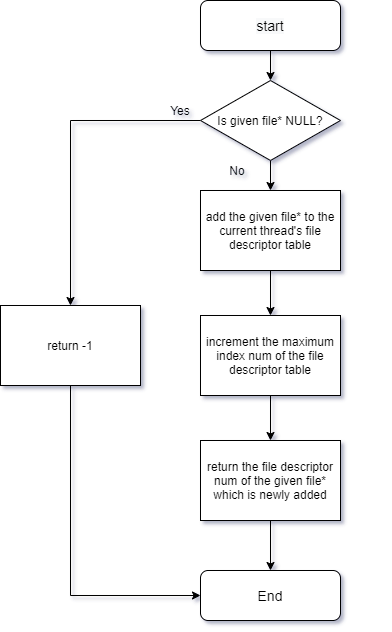 start
Yes
Is given file* NULL?
No
add the given file* to the
current thread's file
descriptor table
return -1
increment the maximum
index num of the file
descriptor table
return the file descriptor
num of the given file*
which is newly added
End